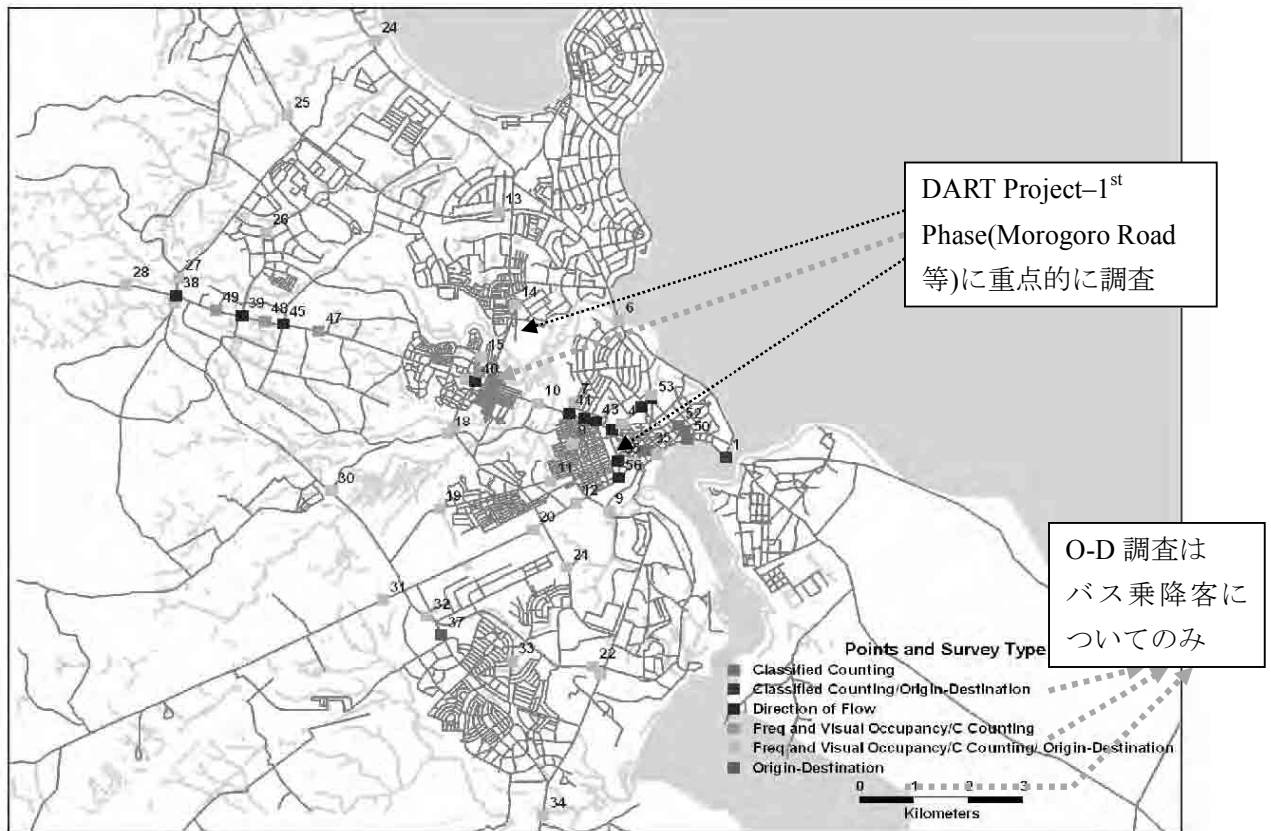 24
25
DART Project–1st
Phase(Morogoro Road
等)に重点的に調査
13
26
27
28
38
14
49
39
48
45
47
6
15
40
10
7
41
43
4
53
52
50
18
35
1
56
11
12
9
30
19
20
21
O-D 調査は
バス乗降客に
ついてのみ
31
32
37
33
22
Points and Survey Type
Classified Counting
Classified Counting/Origin-Destination
Direction of Flow
Freq and Visual Occupancy/C Counting
Freq and Visual Occupancy/C Counting/ Origin-Destination
Origin-Destination
0 1 2 3
Kilometers
34